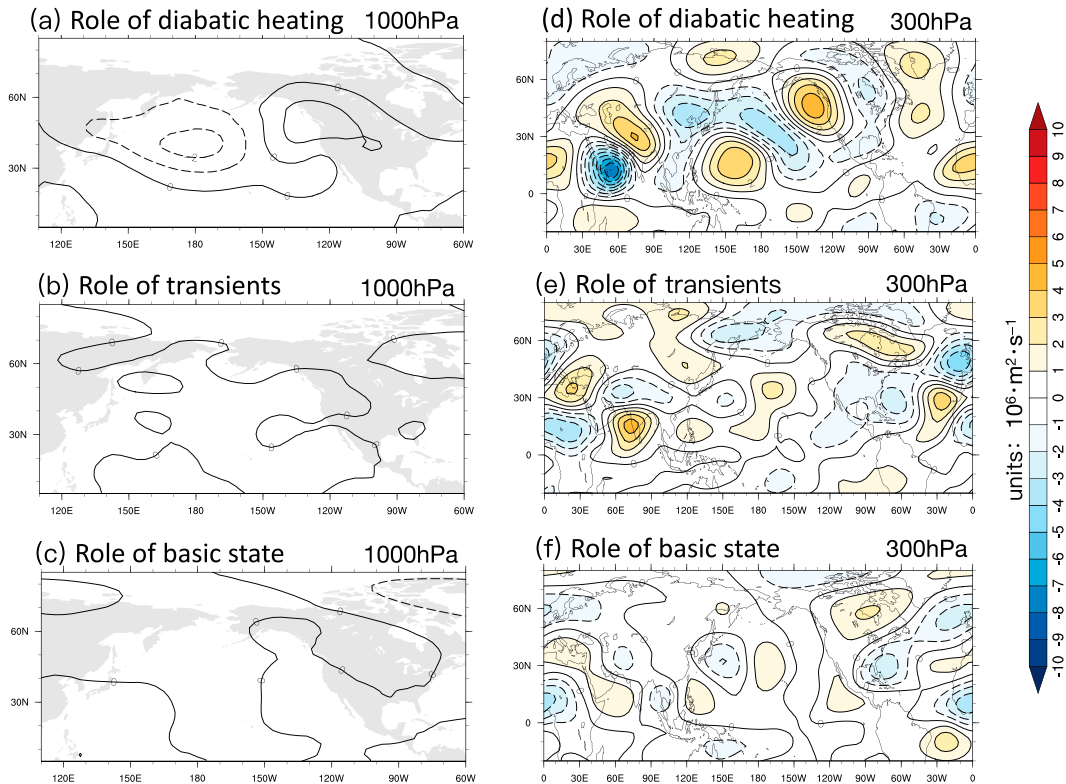 (a) Role of diabatic heating 1000hPa
60N
30N
120E 150E 180 150W 120W 90W 60W
(b) Role of transients 1000hPa
60N
30N
120E 150E 180 150W 120W 90W 60W
(c) Role of basic state 1000hPa
60N
30N
120E 150E 180 150W 120W 90W 60W
(d) Role of diabatic heating 300hPa
60N
30N
0
0 30E 60E 90E 120E 150E 180 150W 120W 90W 60W 30W 0
(e) Role of transients 300hPa
60N
30N
0
0 30E 60E 90E 120E 150E 180 150W 120W 90W 60W 30W 0
(f) Role of basic state 300hPa
60N
30N
0
0 30E 60E 90E 120E 150E 180 150W 120W 90W 60W 30W 0
units: 10⁶·m²·s⁻¹
10
9
8
7
6
5
4
3
2
1
0
-1
-2
-3
-4
-5
-6
-7
-8
-9
-10